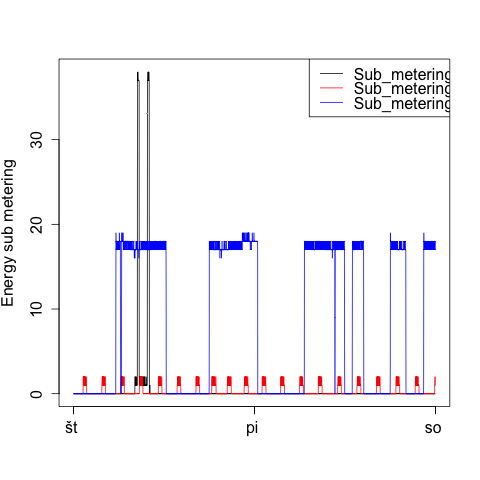 Sub_metering
Sub_metering
Sub_metering
Energy sub metering
30
20
10
0
št
pi
so